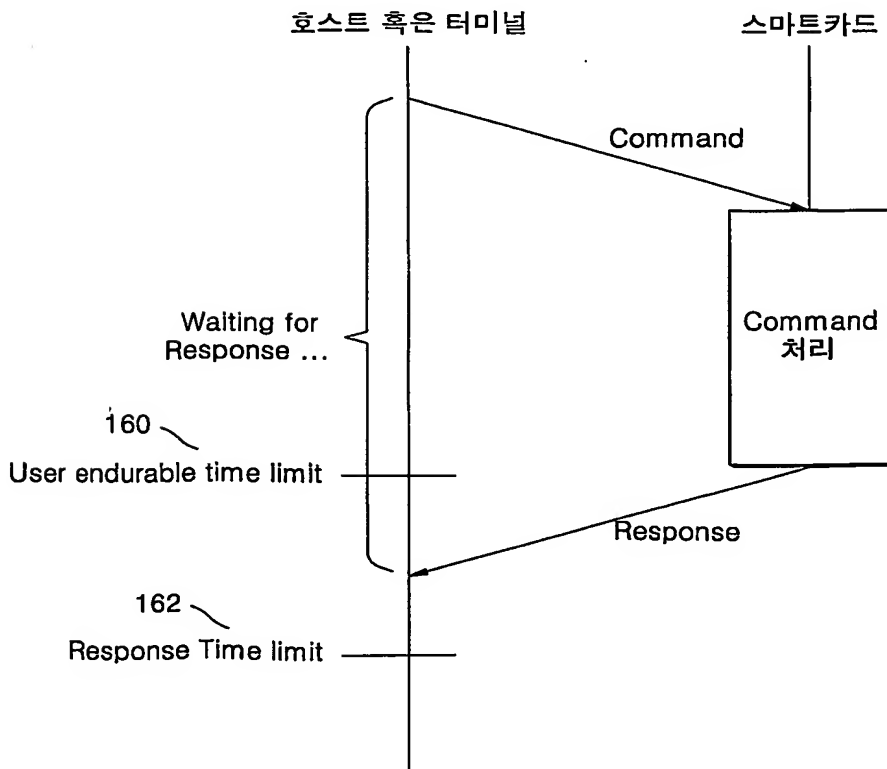 호스트 혹은 터미널
스마트카드
Command
Waiting for
Response ...
Command
처리
160
User endurable time limit
Response
162
Response Time limit